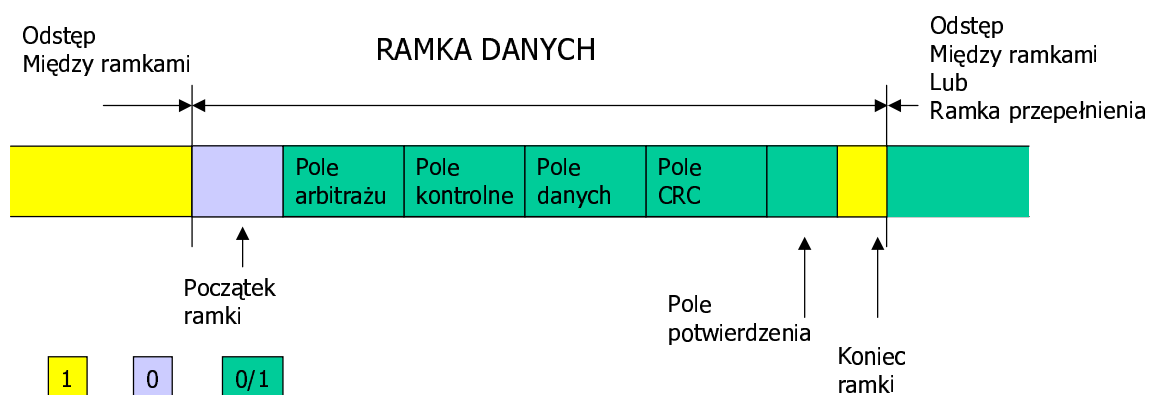 Odstęp
Między ramkami
RAMKA DANYCH
Odstęp
Między ramkami
Lub
Ramka przepełnienia
Pole
arbitrażu
Pole
kontrolne
Pole
danych
Pole
CRC
Początek
ramki
Pole
potwierdzenia
Koniec
ramki
1
0
0/1